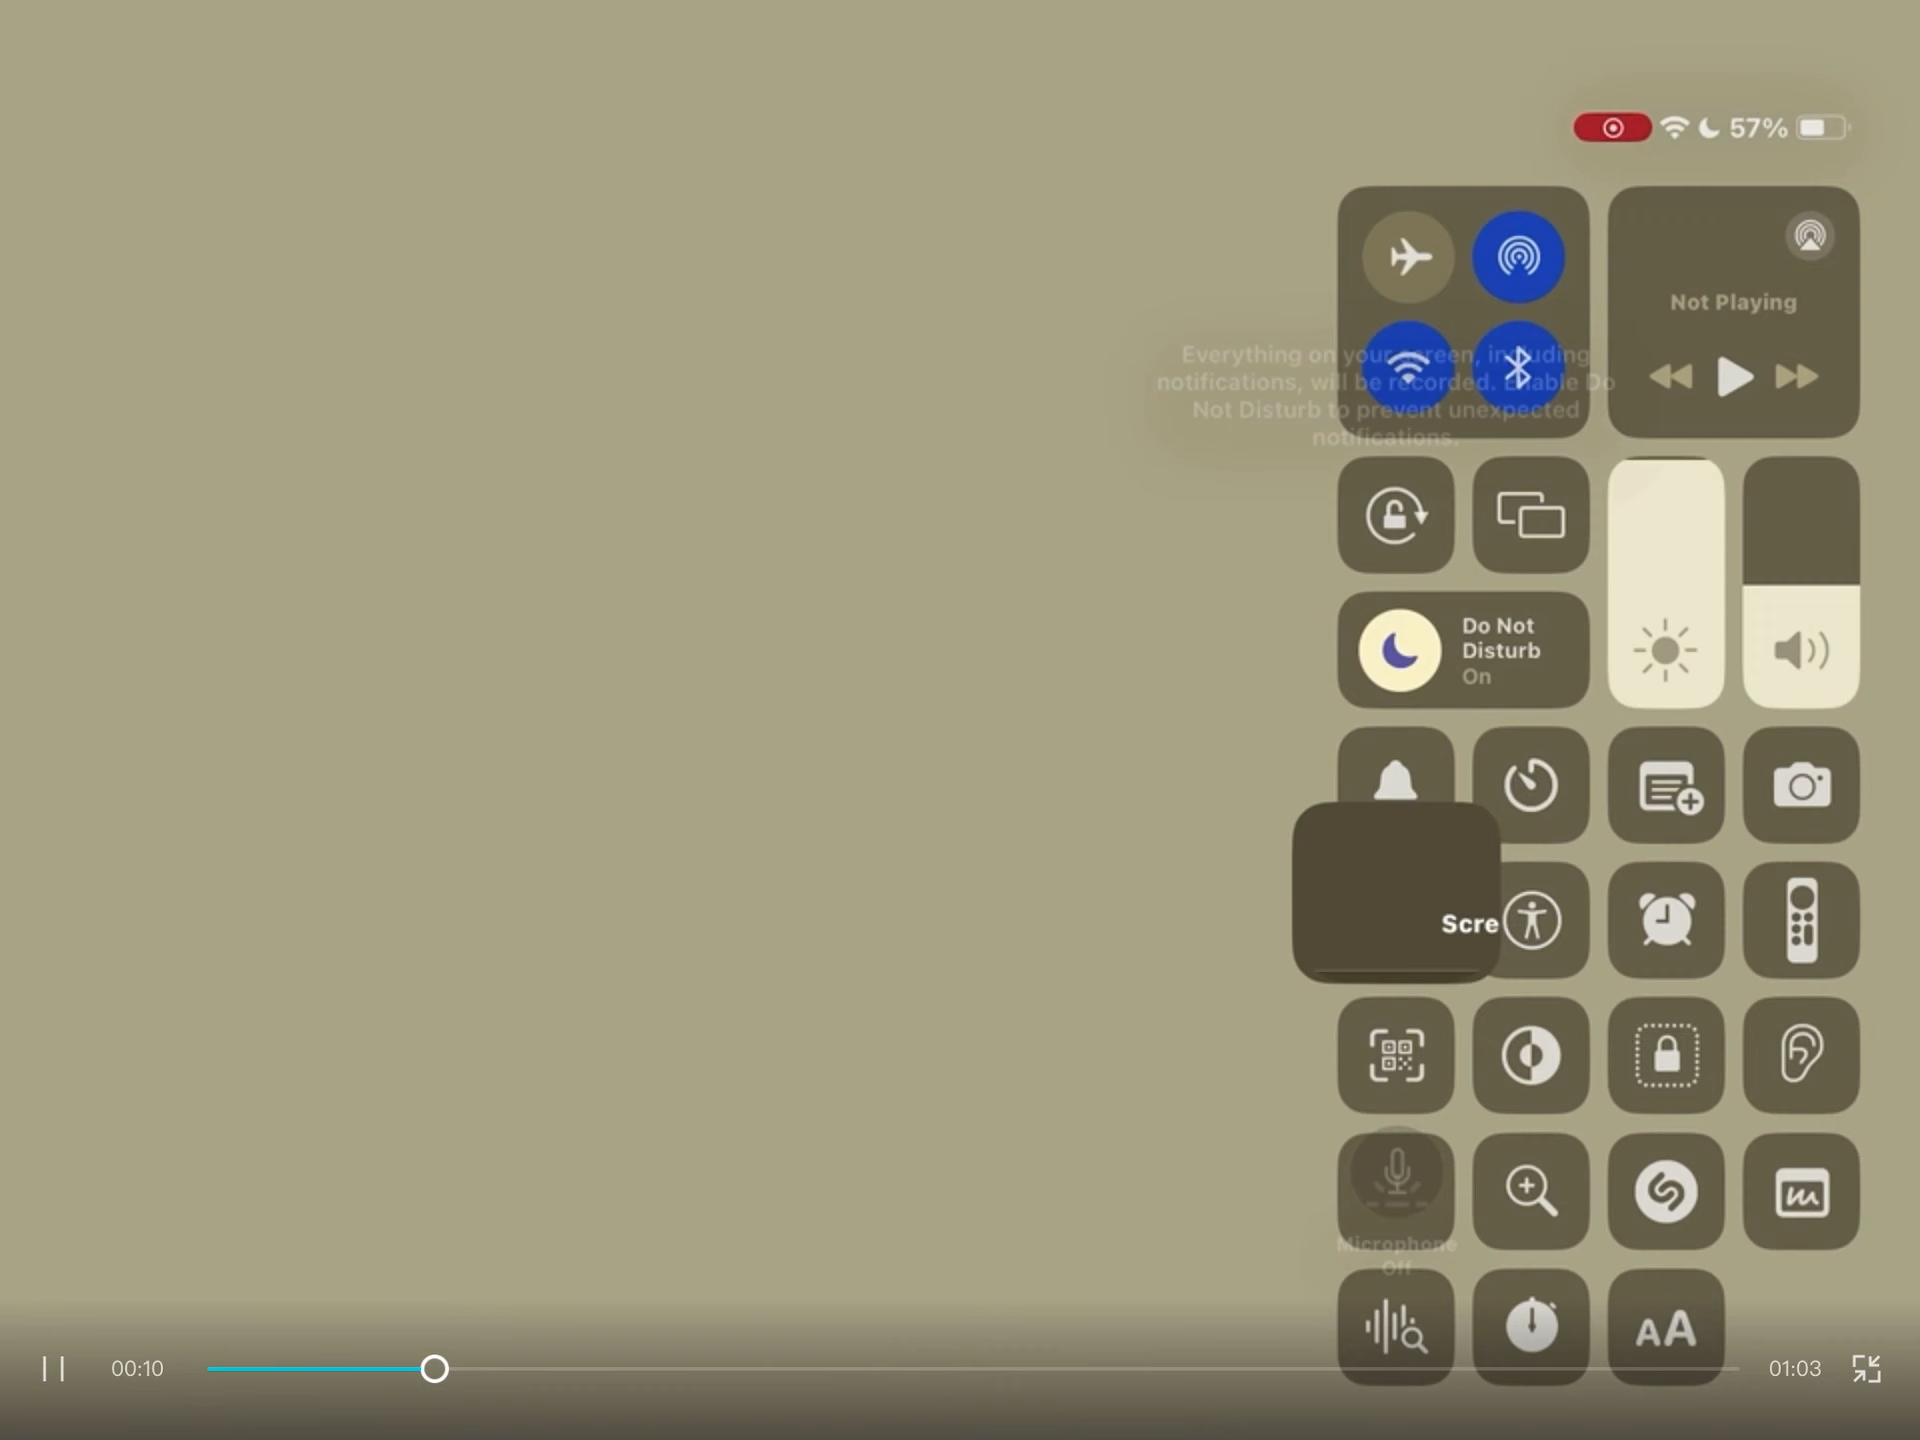 57%
Not Playing
Everything on your screen, including
notifications, will be recorded. Enable Do
Not Disturb to prevent unexpected
notifications.
Do Not
Disturb
On
Scre
Microphone
Off
AA
00:10
01:03